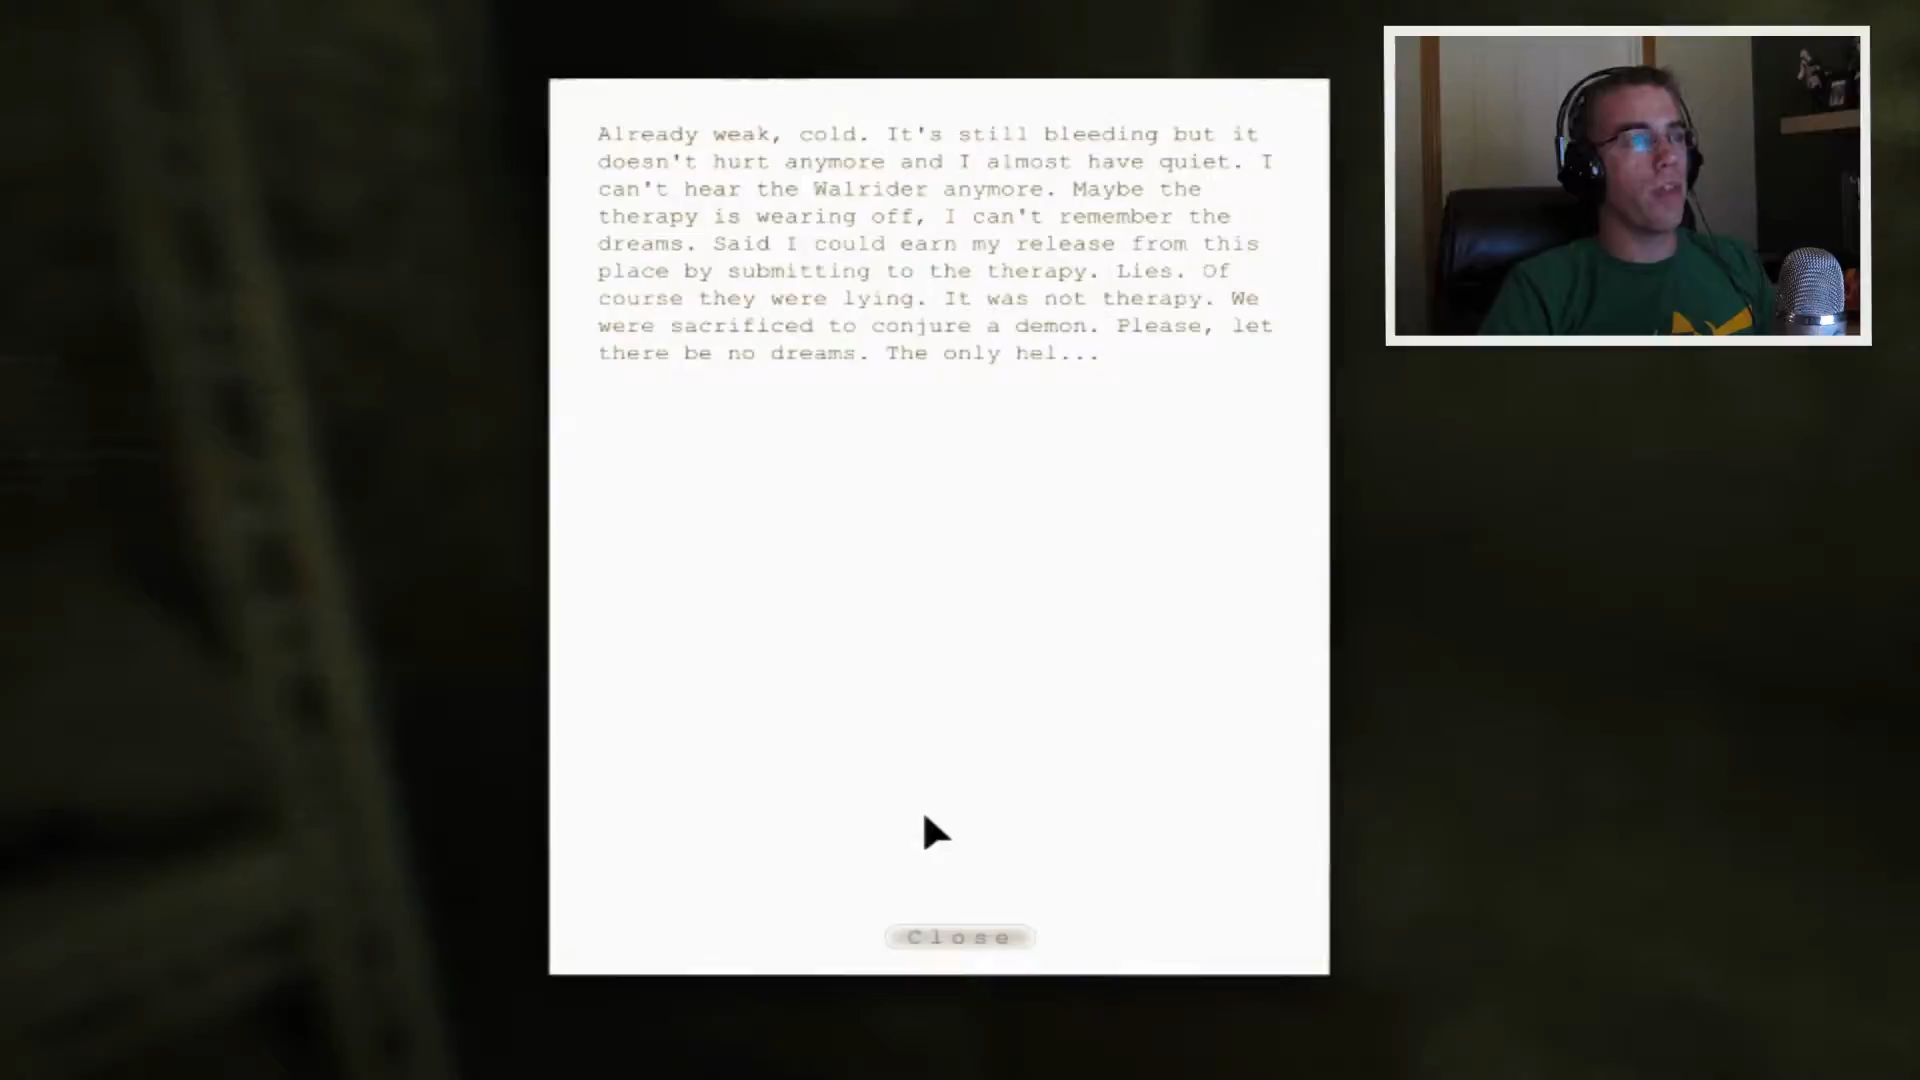 Already weak, cold. It's still bleeding but it
doesn't hurt anymore and I almost have quiet. I
can't hear the Walrider anymore. Maybe the
therapy is wearing off, I can't remember the
dreams. Said I could earn my release from this
place by submitting to the therapy. Lies. Of
course they were lying. It was not therapy. We
were sacrificed to conjure a demon. Please, let
there be no dreams. The only hel...
Close